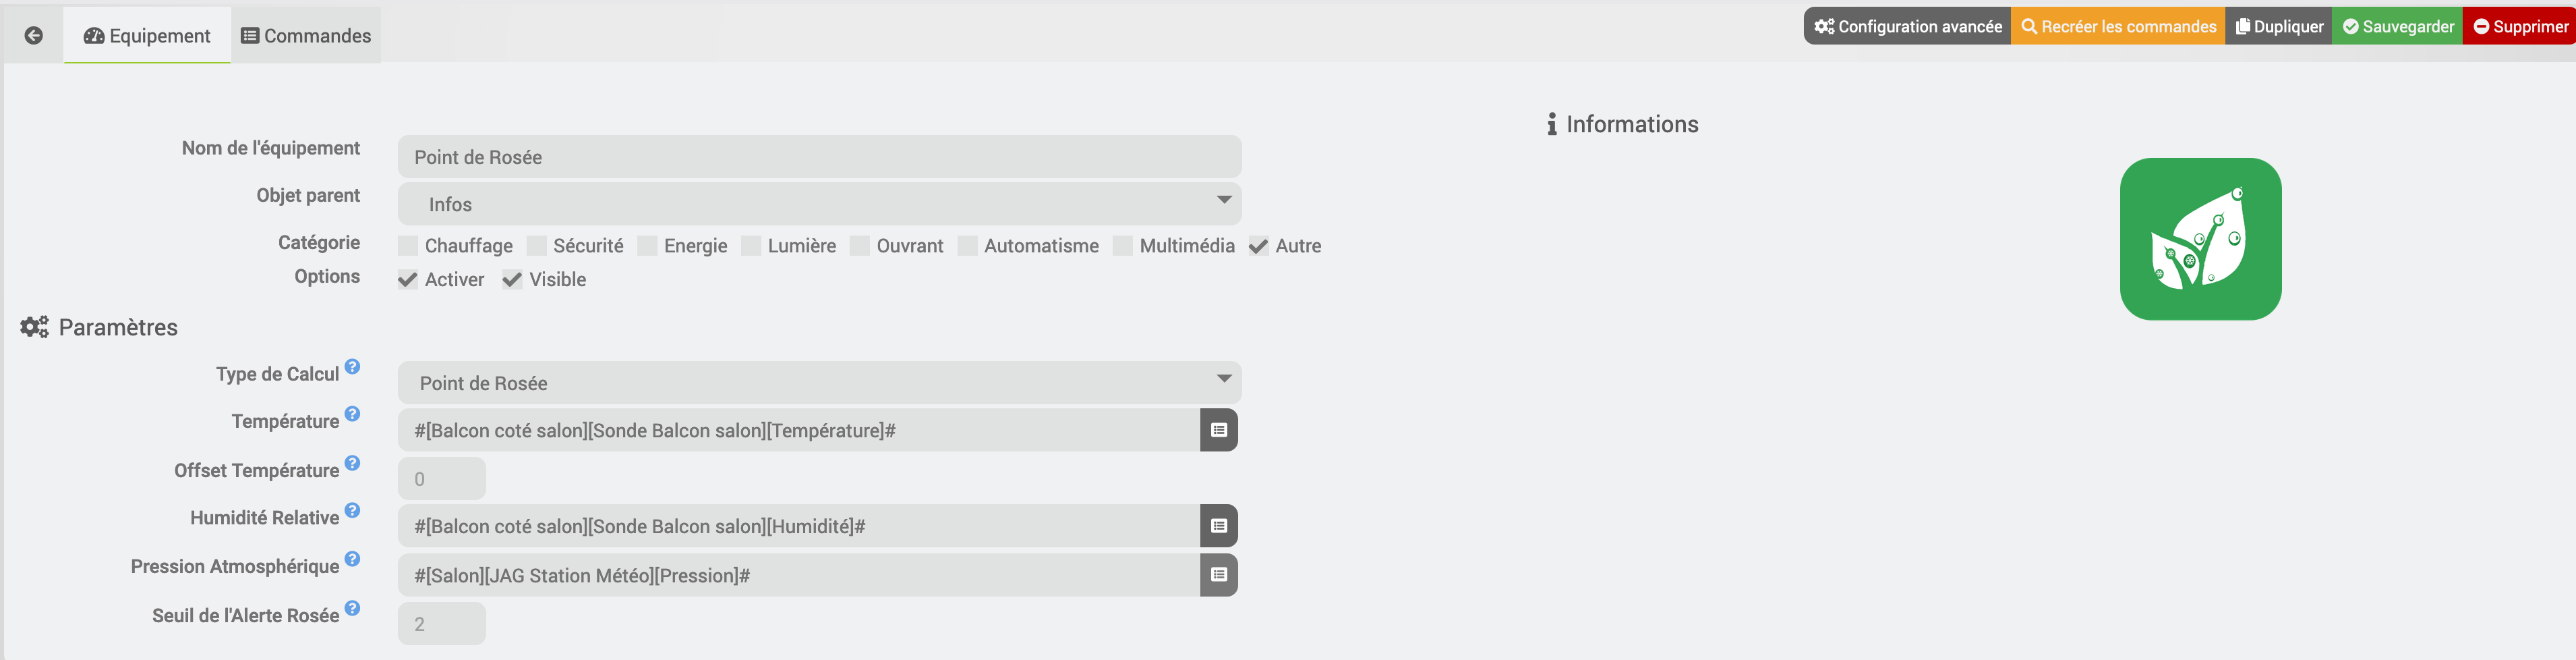 Equipement Commandes Configuration avancée Recréer les commandes Dupliquer Sauvegarder Supprimer
Informations
Nom de l'équipement Point de Rosée
Objet parent Infos
Catégorie Chauffage Sécurité Energie Lumière Ouvrant Automatisme Multimédia Autre
Options Activer Visible
Paramètres
Type de Calcul ? Point de Rosée
Température ? #[Balcon coté salon][Sonde Balcon salon][Température]#
Offset Température ? 0
Humidité Relative ? #[Balcon coté salon][Sonde Balcon salon][Humidité]#
Pression Atmosphérique ? #[Salon][JAG Station Météo][Pression]#
Seuil de l'Alerte Rosée ? 2